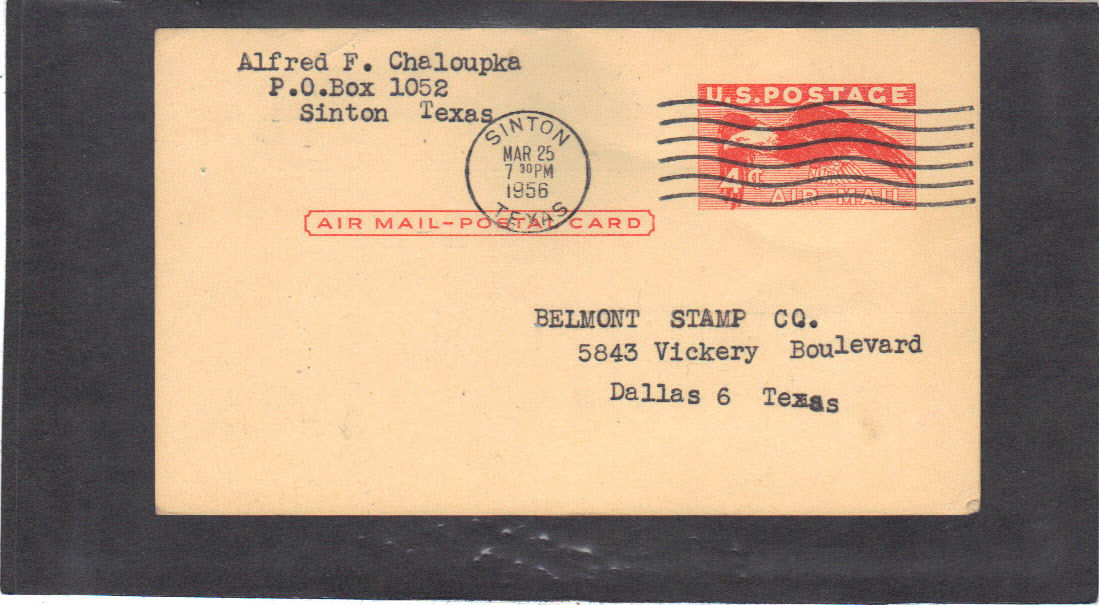 Alfred F. Chaloupka
P.O.Box 1052
Sinton Texas
U.S.POSTAGE
4¢
AIR MAIL
SINTON
MAR 25
7 30 PM
1956
TEXAS
AIR MAIL-POSTAL CARD
BELMONT STAMP CO.
5843 Vickery Boulevard
Dallas 6 Texas